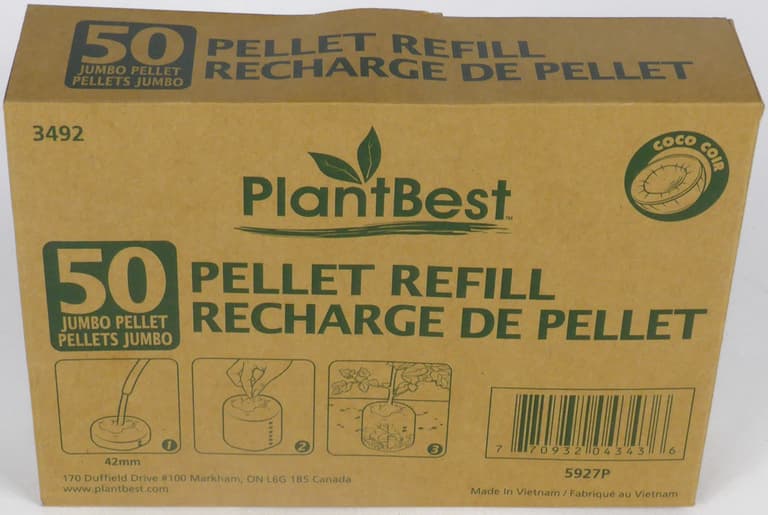 50
JUMBO PELLET
PELLETS JUMBO
PELLET REFILL
RECHARGE DE PELLET
3492
COCO COIR
PlantBest™
50
JUMBO PELLET
PELLETS JUMBO
PELLET REFILL
RECHARGE DE PELLET
1
2
3
42mm
7 70932 04343 6
5927P
170 Duffield Drive #100 Markham, ON L6G 1B5 Canada
www.plantbest.com
Made In Vietnam / Fabriqué au Vietnam